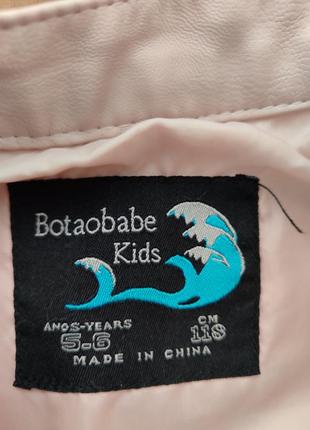 Botaobabe
Kids
ANOS-YEARS CM
5-6 118
MADE IN CHINA